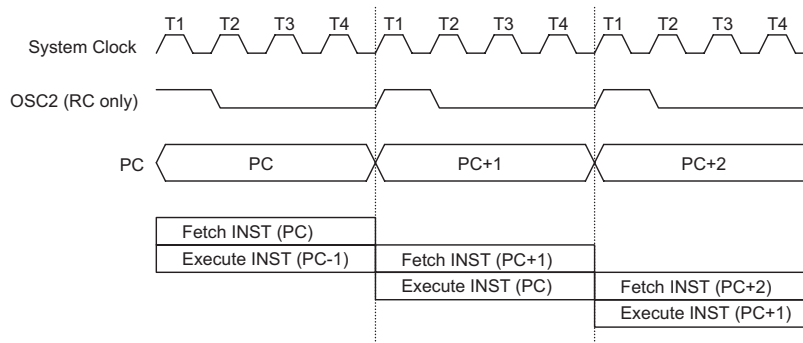 T1 T2 T3 T4 T1 T2 T3 T4 T1 T2 T3 T4
System Clock
OSC2 (RC only)
PC PC PC+1 PC+2
Fetch INST (PC)
Execute INST (PC-1) Fetch INST (PC+1)
Execute INST (PC) Fetch INST (PC+2)
Execute INST (PC+1)